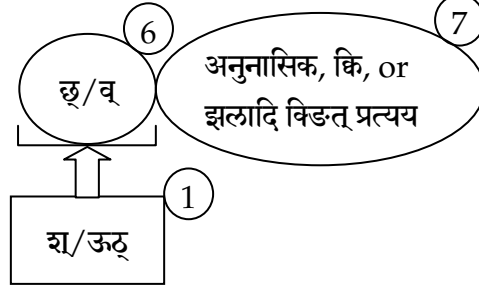 6
7
छ्/व्
अनुनासिक, क्वि, or
झलादि क्ङित् प्रत्यय
1
श्/ऊठ्